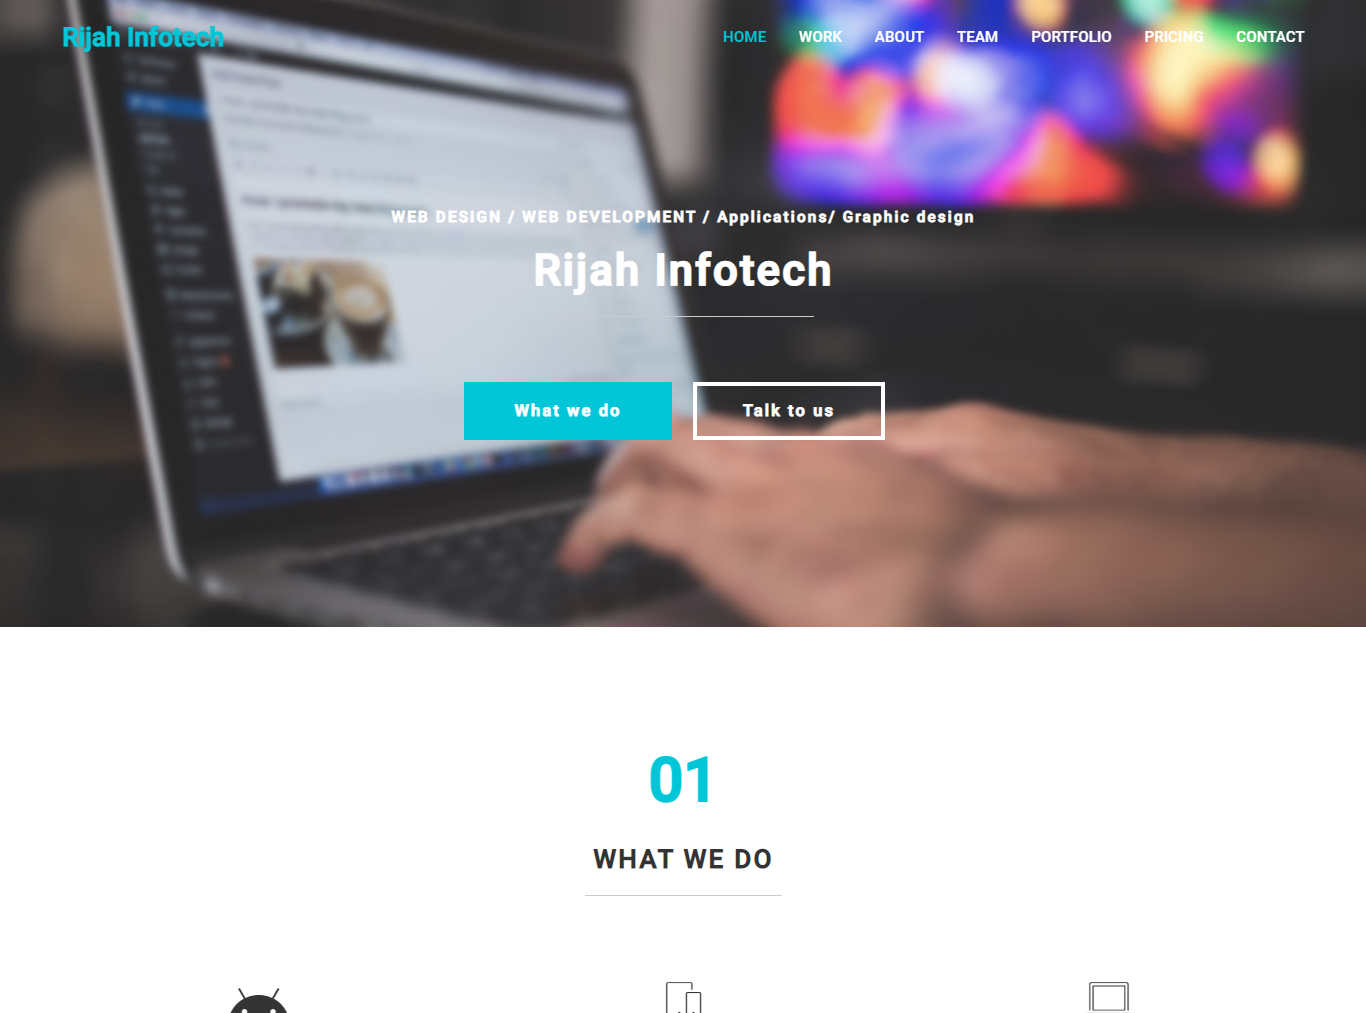 Rijah Infotech
HOME WORK ABOUT TEAM PORTFOLIO PRICING CONTACT
WEB DESIGN / WEB DEVELOPMENT / Applications/ Graphic design
Rijah Infotech
What we do
Talk to us
01
WHAT WE DO